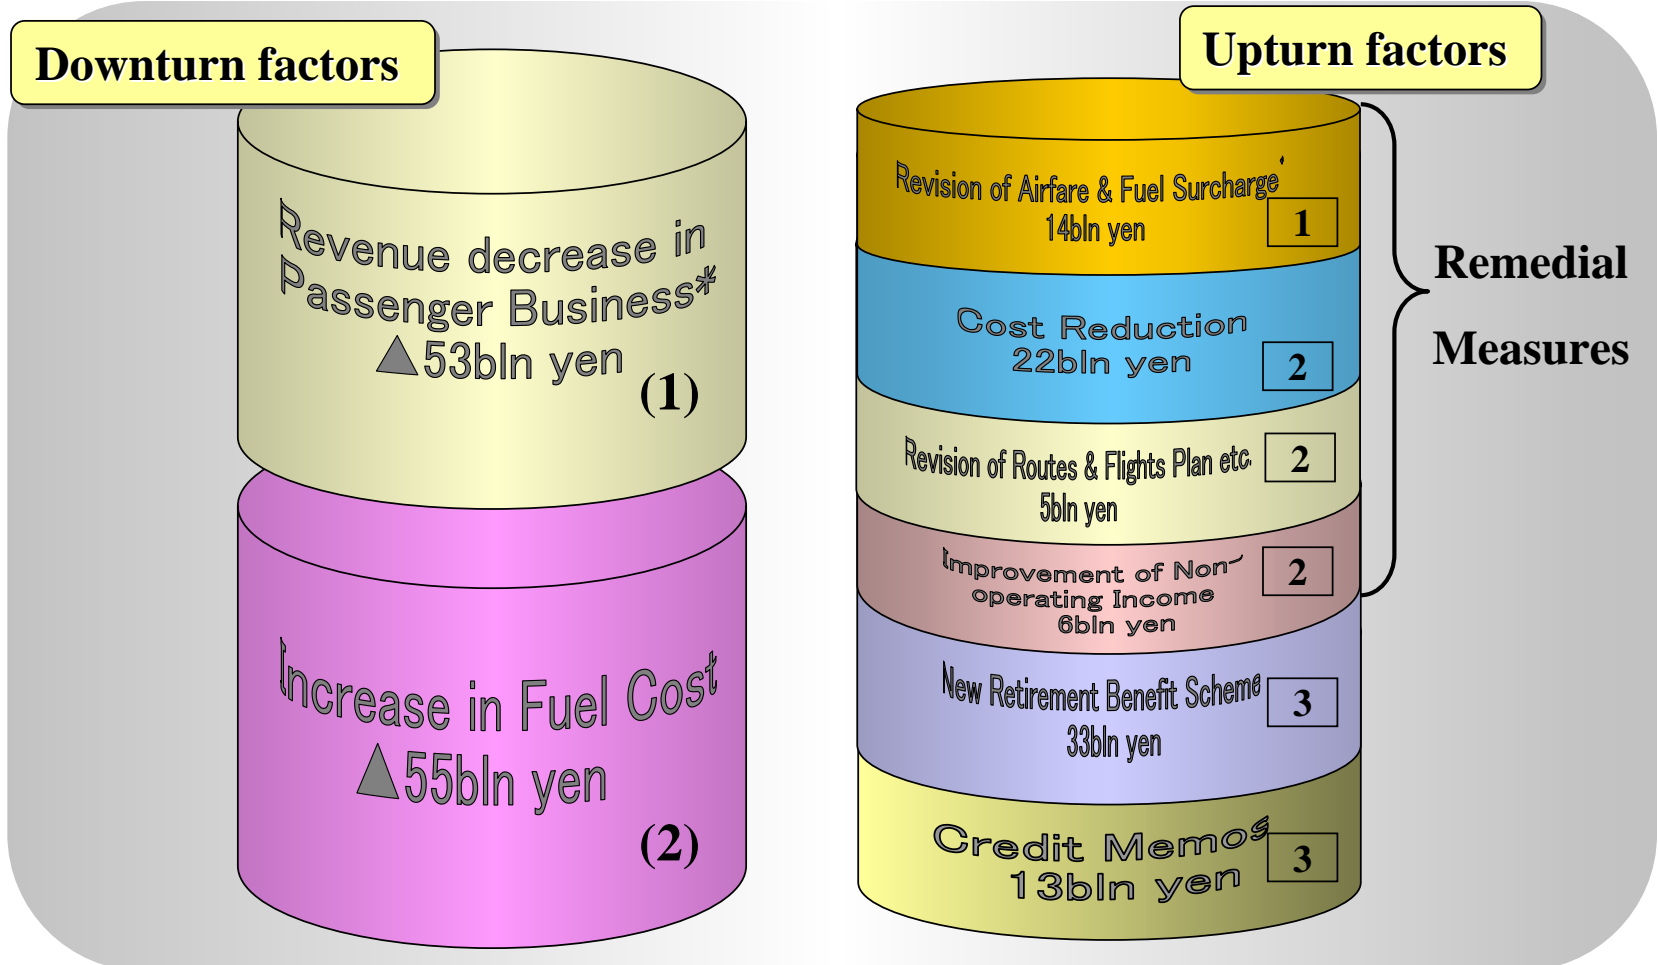 Downturn factors
Revenue decrease in
Passenger Business*
▲53bln yen
(1)
Increase in Fuel Cost
▲55bln yen
(2)
Upturn factors
Revision of Airfare & Fuel Surcharge
14bln yen
1
Cost Reduction
22bln yen
2
Revision of Routes & Flights Plan etc.
5bln yen
2
Improvement of Non-
operating Income
6bln yen
2
New Retirement Benefit Scheme
33bln yen
3
Credit Memos
13bln yen
3
Remedial
Measures